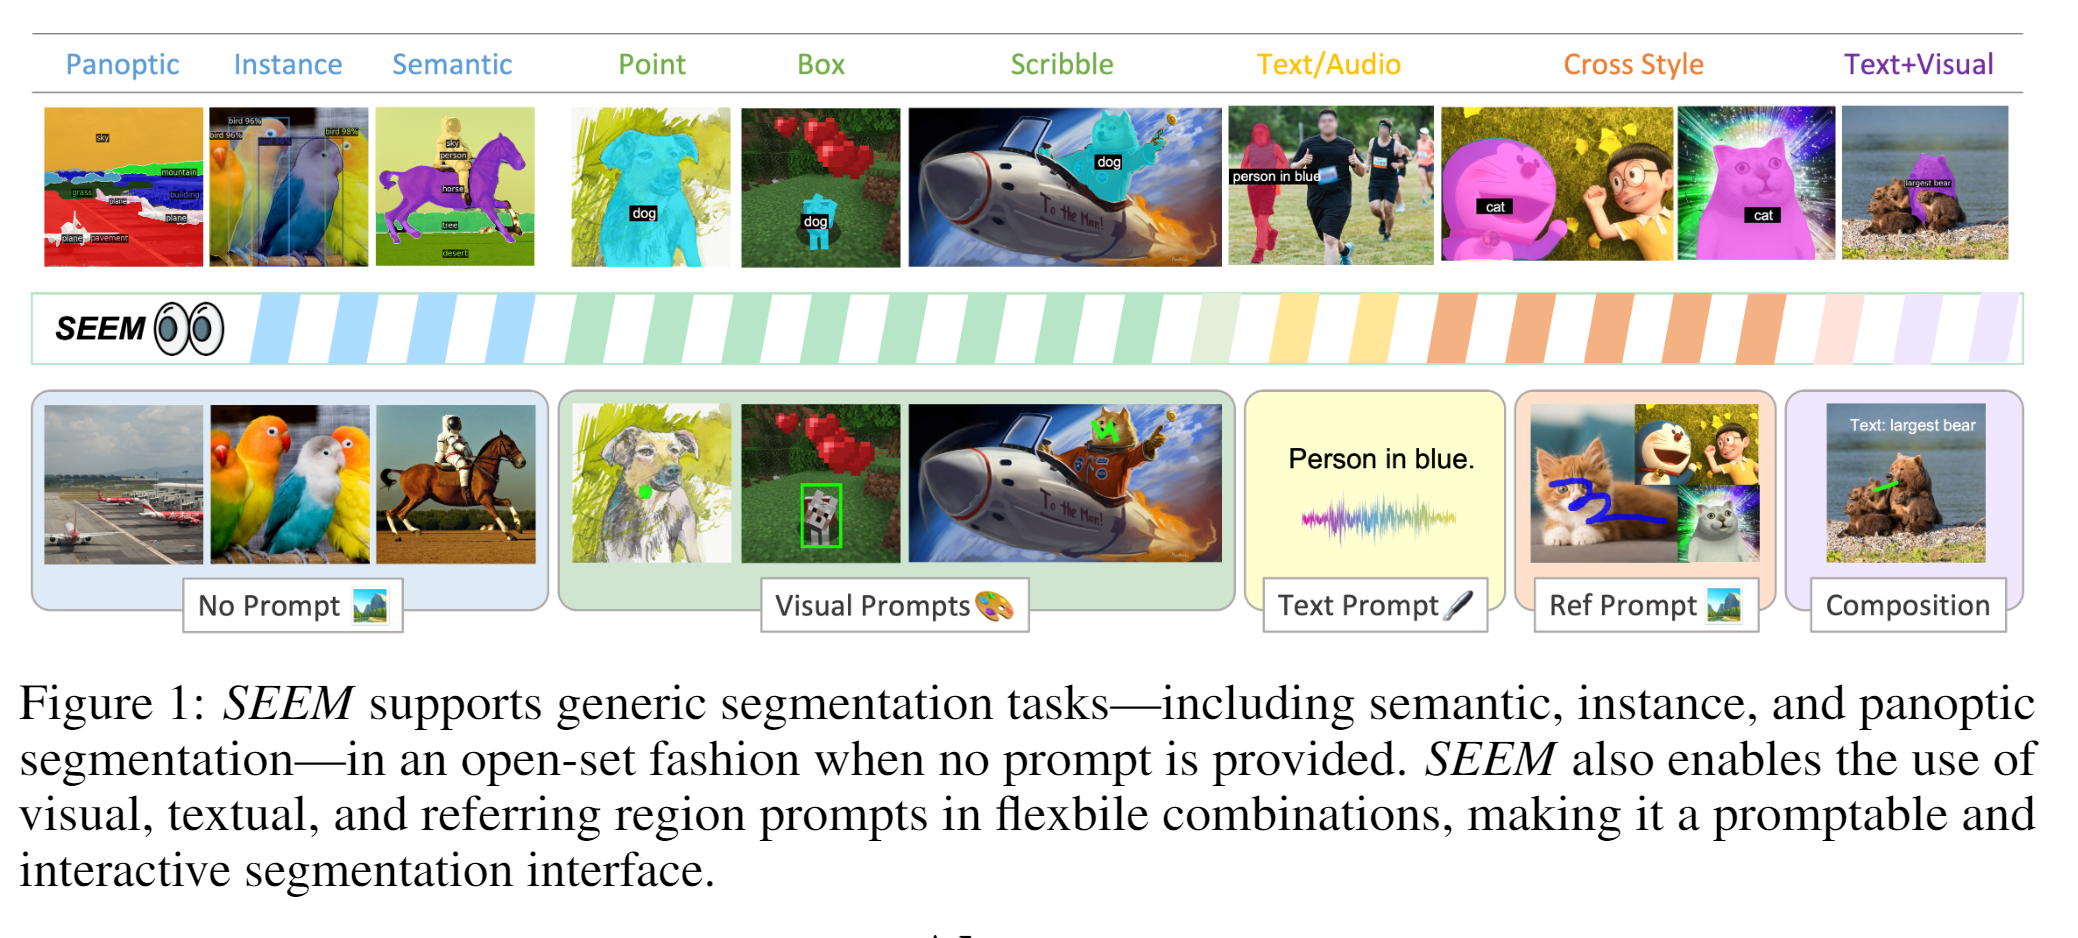 Panoptic Instance Semantic Point Box Scribble Text/Audio Cross Style Text+Visual
sky
mountain
grass
building
plane
plane
plane pavement
bird 96%
bird 96%
bird 98%
sky
person
horse
tree
desert
dog
dog
dog
To the Mun!
person in blue
cat
cat
largest bear
SEEM
To the Mun!
Person in blue.
Text: largest bear
No Prompt
Visual Prompts
Text Prompt
Ref Prompt
Composition
Figure 1: SEEM supports generic segmentation tasks—including semantic, instance, and panoptic
segmentation—in an open-set fashion when no prompt is provided. SEEM also enables the use of
visual, textual, and referring region prompts in flexbile combinations, making it a promptable and
interactive segmentation interface.